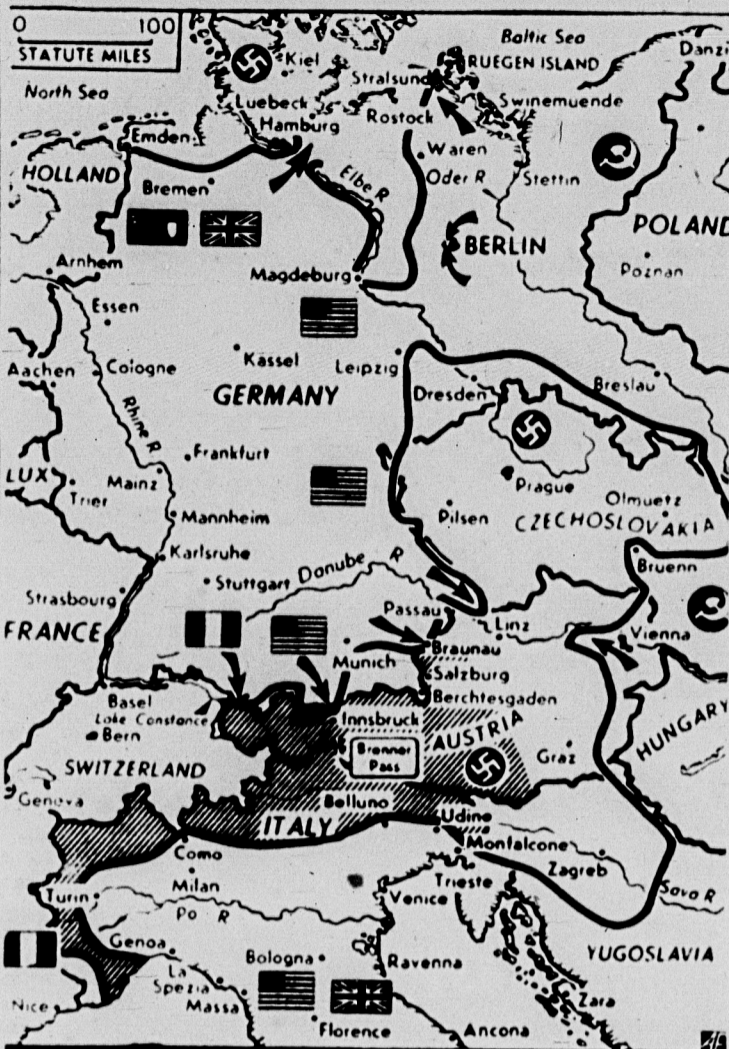 0 100
STATUTE MILES
Baltic Sea
Danzi
Kiel
RUEGEN ISLAND
Stralsund
North Sea
Luebeck
Swinemuende
Hamburg
Rostock
Emden
Waren
HOLLAND
Elbe R
Oder R
Stettin
Bremen
POLAND
BERLIN
Arnhem
Magdeburg
Poznan
Essen
Kassel
Leipzig
Aachen
Cologne
Breslau
GERMANY
Dresden
Rhine R
Frankfurt
LUX
Mainz
Prague
Trier
Olmuetz
Mannheim
Pilsen
CZECHOSLOVAKIA
Karlsruhe
Bruenn
Stuttgart
Danube R
Strasbourg
Passau
Linz
FRANCE
Vienna
Braunau
Munich
Salzburg
Basel
Berchtesgaden
Lake Constance
Innsbruck
Bern
AUSTRIA
HUNGARY
Brenner
Pass
Graz
SWITZERLAND
Geneva
Belluno
ITALY
Udine
Monfalcone
Como
Milan
Trieste
Zagreb
Turin
Venice
Sava R
Po R
Genoa
Bologna
YUGOSLAVIA
Ravenna
La
Spezia
Massa
Zara
Nice
Florence
Ancona